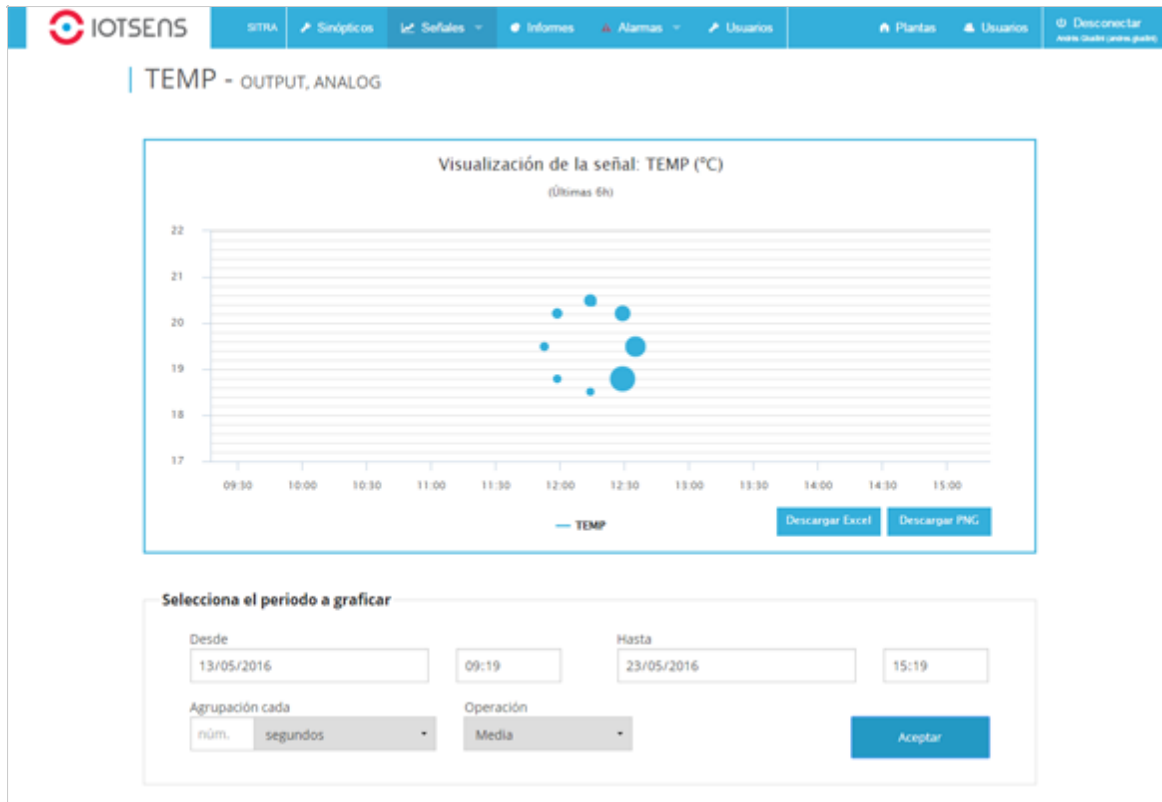 IOTSENS SITRA Sinópticos Señales Informes Alarmas Usuarios Plantas Usuarios Desconectar
TEMP - OUTPUT, ANALOG
Visualización de la señal: TEMP (°C)
(Últimas 6h)
22
21
20
19
18
17
09:30 10:00 10:30 11:00 11:30 12:00 12:30 13:00 13:30 14:00 14:30 15:00
TEMP
Descargar Excel Descargar PNG
Selecciona el periodo a graficar
Desde Hasta
13/05/2016 09:19 23/05/2016 15:19
Agrupación cada Operación
núm. segundos Media Aceptar